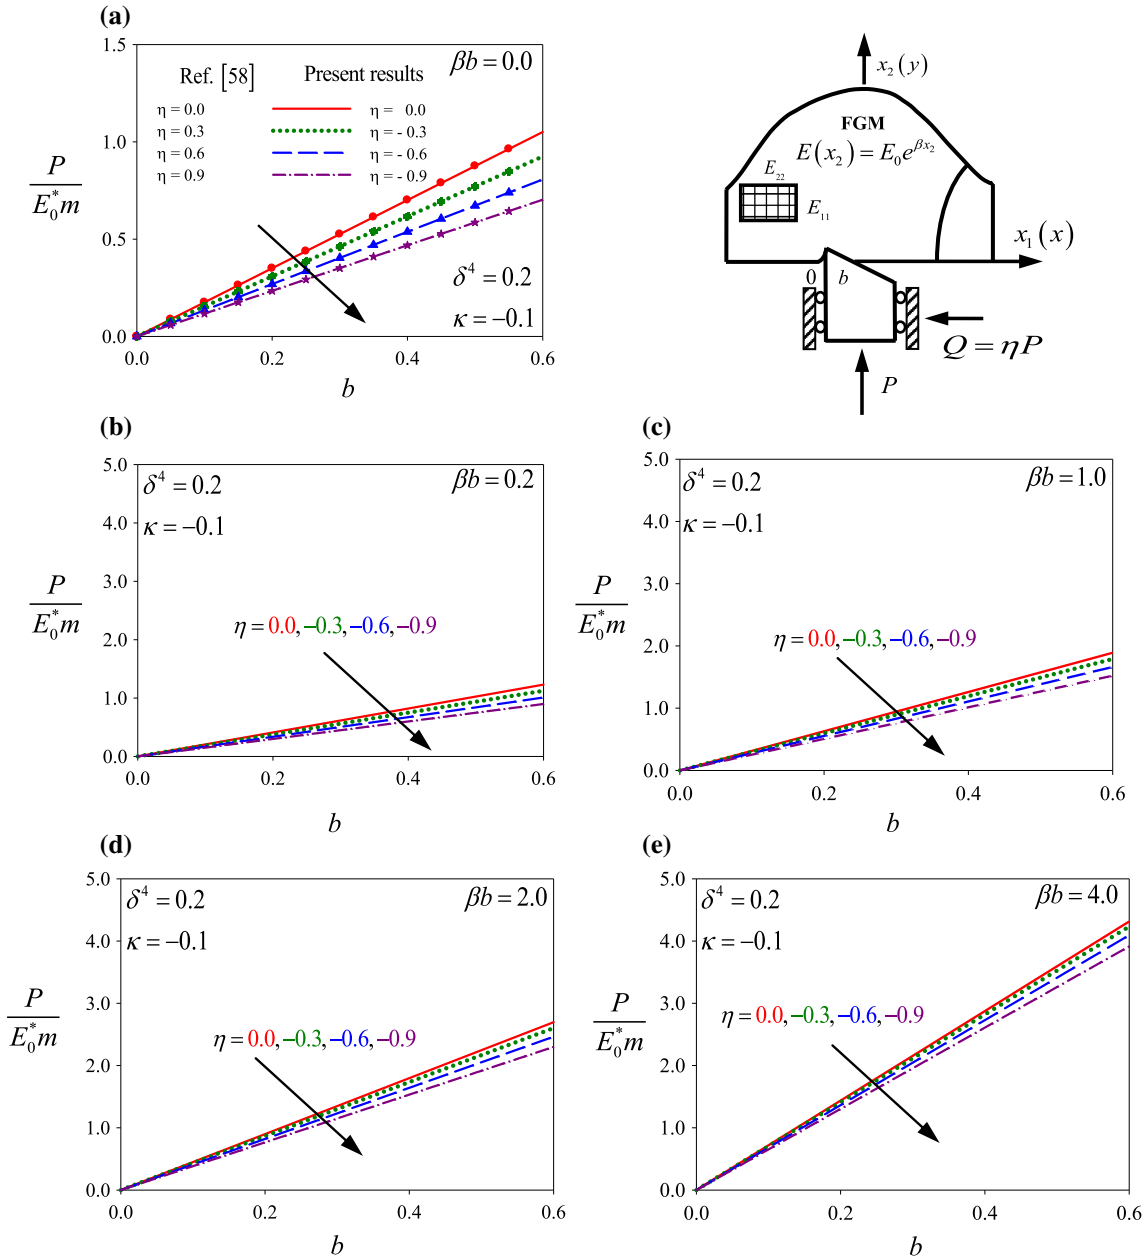 (a)
1.5
1.0
0.5
0.0
P
E₀*m
βb = 0.0
Ref. [58] Present results
η = 0.0 η = 0.0
η = 0.3 η = - 0.3
η = 0.6 η = - 0.6
η = 0.9 η = - 0.9
δ⁴ = 0.2
κ = −0.1
0.0 0.2 0.4 0.6
b
x₂(y)
FGM
E(x₂) = E₀e^{βx₂}
E₂₂
E₁₁
x₁(x)
0 b
Q = ηP
P
(b)
5.0
4.0
3.0
2.0
1.0
0.0
P
E₀*m
δ⁴ = 0.2 βb = 0.2
κ = −0.1
η = 0.0, −0.3, −0.6, −0.9
0.0 0.2 0.4 0.6
b
(c)
5.0
4.0
3.0
2.0
1.0
0.0
P
E₀*m
δ⁴ = 0.2 βb = 1.0
κ = −0.1
η = 0.0, −0.3, −0.6, −0.9
0.0 0.2 0.4 0.6
b
(d)
5.0
4.0
3.0
2.0
1.0
0.0
P
E₀*m
δ⁴ = 0.2 βb = 2.0
κ = −0.1
η = 0.0, −0.3, −0.6, −0.9
0.0 0.2 0.4 0.6
b
(e)
5.0
4.0
3.0
2.0
1.0
0.0
P
E₀*m
δ⁴ = 0.2 βb = 4.0
κ = −0.1
η = 0.0, −0.3, −0.6, −0.9
0.0 0.2 0.4 0.6
b